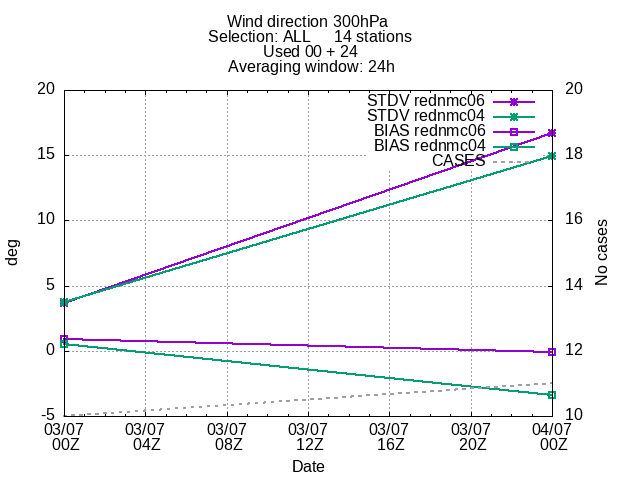 Wind direction 300hPa
Selection: ALL 14 stations
Used 00 + 24
Averaging window: 24h
STDV rednmc06
STDV rednmc04
BIAS rednmc06
BIAS rednmc04
CASES
20
15
10
5
0
-5
deg
20
18
16
14
12
10
No cases
03/07 03/07 03/07 03/07 03/07 03/07 04/07
00Z 04Z 08Z 12Z 16Z 20Z 00Z
Date